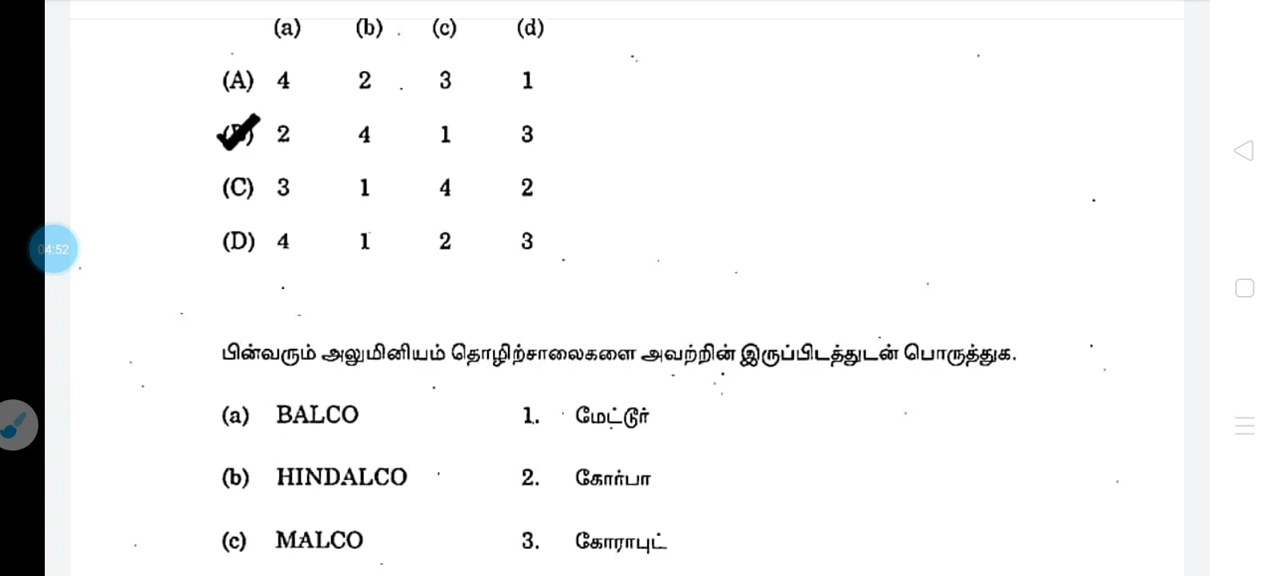 (a) (b) (c) (d)
(A) 4 2 3 1
(B) 2 4 1 3
(C) 3 1 4 2
(D) 4 1 2 3
04:52
பின்வரும் அலுமினியம் தொழிற்சாலைகளை அவற்றின் இருப்பிடத்துடன் பொருத்துக.
(a) BALCO 1. மேட்டூர்
(b) HINDALCO 2. கோர்பா
(c) MALCO 3. கோராபுட்